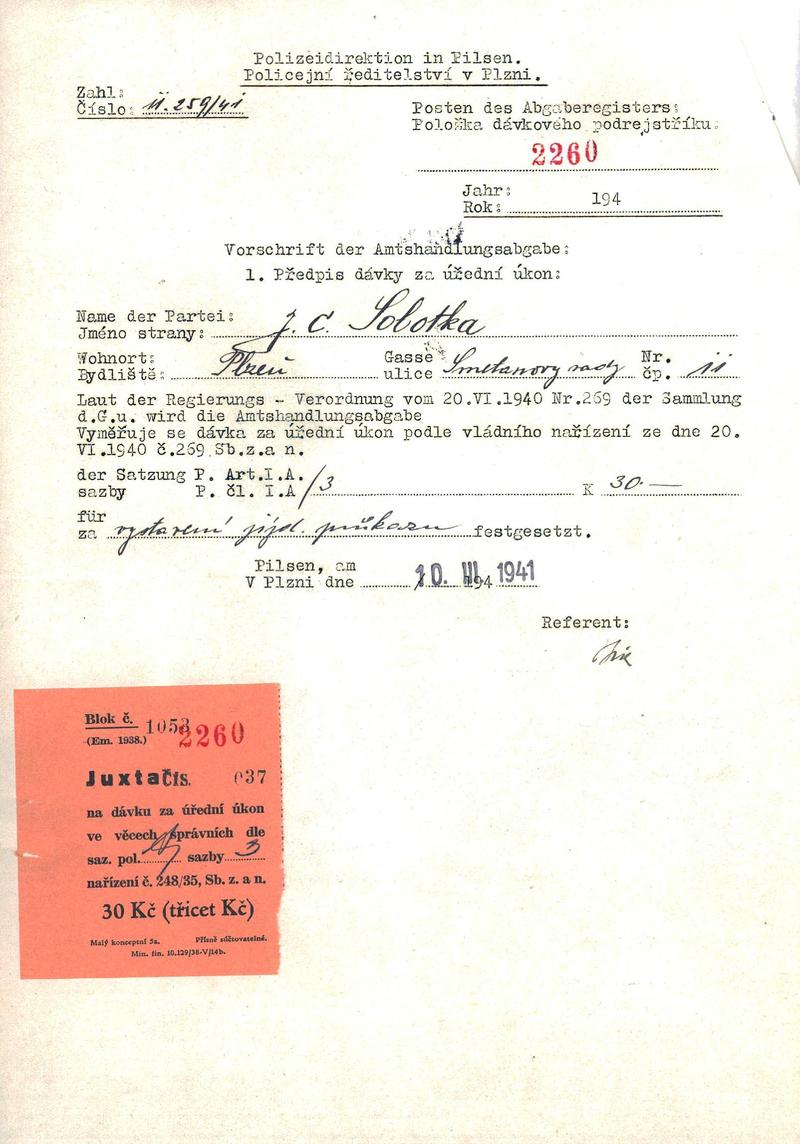 Polizeidirektion in Pilsen.
Policejní ředitelství v Plzni.
Zahl:
Číslo: 11.259/41
Posten des Abgaberegisters:
Položka dávkového podrejstříku:
2260
Jahr:
Rok: 194
Vorschrift der Amtshandlungsabgabe:
1. Předpis dávky za úřední úkon:
Name der Partei:
Jméno strany: J. C. Sobotka
Wohnort: Gasse Nr.
Bydliště: Plzeň ulice Smetanovy sady čp. 11
Laut der Regierungs - Verordnung vom 20.VI.1940 Nr.269 der Sammlung
d.G.u. wird die Amtshandlungsabgabe
Vyměřuje se dávka za úřední úkon podle vládního nařízení ze dne 20.
VI.1940 č.269 Sb.z.a n.
der Satzung P. Art.I.A.
sazby P. čl. I.A /3 K 30.—
für
za vystavení jízd. průkazu festgesetzt.
Pilsen, am
V Plzni dne 10. III. 194 1941
Referent:
Blok č. 1053
(Em. 1938.) 2260
Juxta čís. 037
na dávku za úřední úkon
ve věcech správních dle
saz. pol. sazby 3
nařízení č. 248/35, Sb. z. a n.
30 Kč (třicet Kč)
Malý konceptní 5a. Přísně súčtovatelné.
Min. fin. 10.129/38-V/14b.